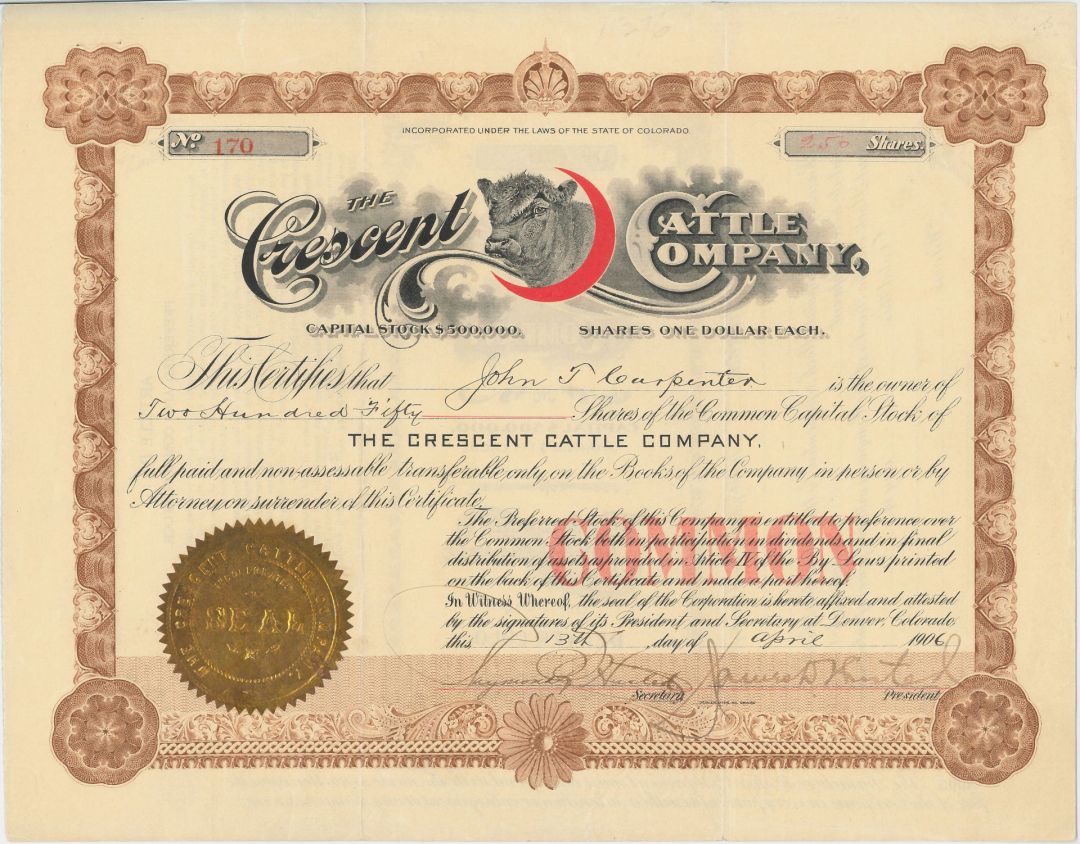 INCORPORATED UNDER THE LAWS OF THE STATE OF COLORADO.
No. 170
250 Shares.
THE Crescent CATTLE COMPANY,
CAPITAL STOCK $500,000. SHARES ONE DOLLAR EACH.
This Certifies that John T Carpenter is the owner of
Two Hundred Fifty Shares of the Common Capital Stock of
THE CRESCENT CATTLE COMPANY,
full paid and non-assessable transferable only on the Books of the Company in person or by
Attorney on surrender of this Certificate.
COMMON
The Preferred Stock of this Company is entitled to preference over
the Common Stock both in participation in dividends and in final
distribution of assets as provided in Article IV of the By Laws printed
on the back of this Certificate and made a part hereof.
In Witness Whereof, the seal of the Corporation is hereto affixed and attested
by the signatures of its President and Secretary at Denver, Colorado,
this 13th day of April 1906
Secretary
James D Husted
President
THE CRESCENT CATTLE COMPANY.
SEAL